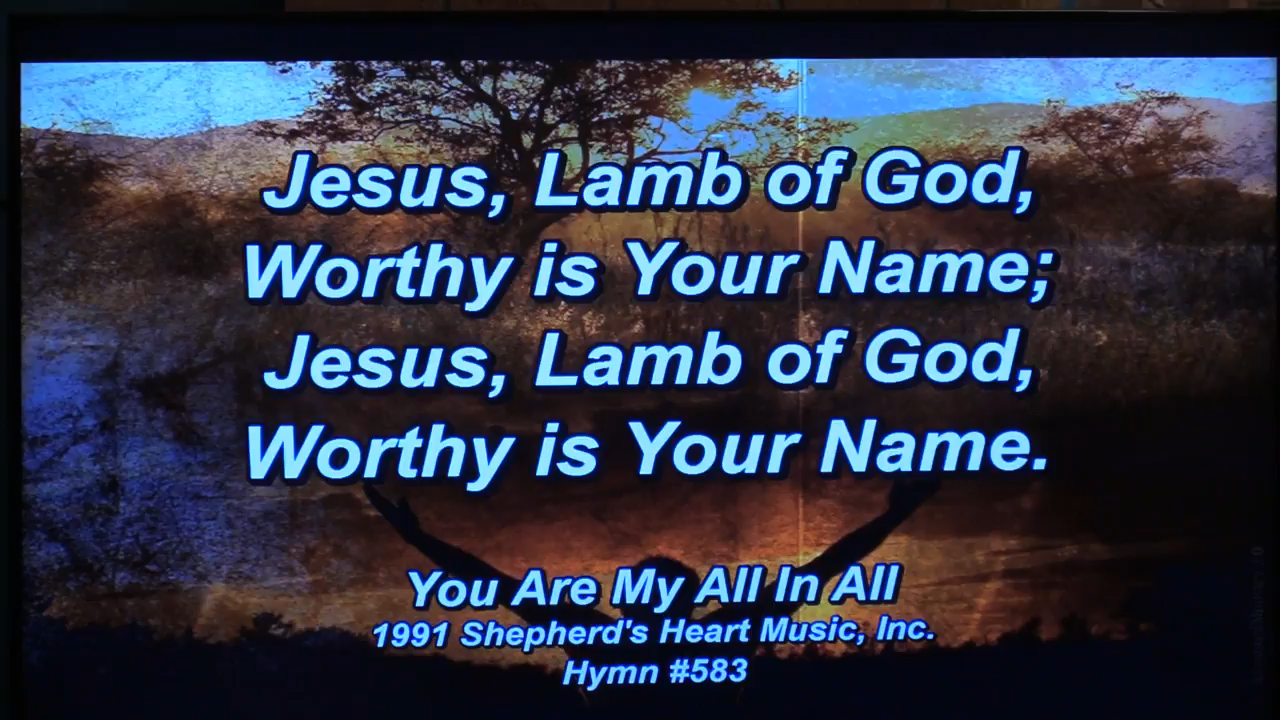 Jesus, Lamb of God,
Worthy is Your Name;
Jesus, Lamb of God,
Worthy is Your Name.
You Are My All In All
1991 Shepherd's Heart Music, Inc.
Hymn #583